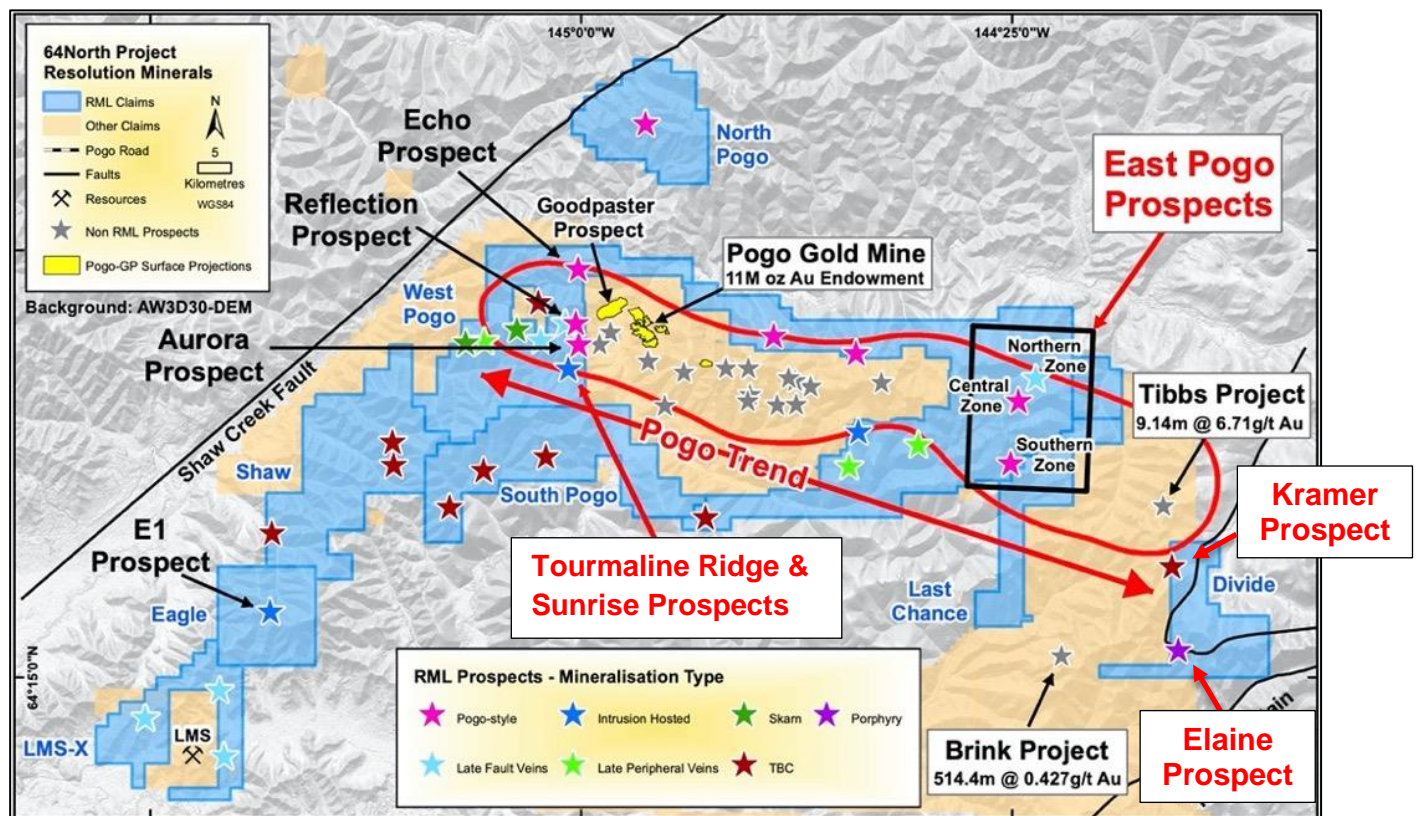 64North Project
Resolution Minerals
RML Claims
Other Claims
Pogo Road
Faults
Resources
Non RML Prospects
Pogo-GP Surface Projections
N
5
Kilometres
WGS84
Background: AW3D30-DEM
145°0'0"W
144°25'0"W
64°15'0"N
Echo
Prospect
Reflection
Prospect
Goodpaster
Prospect
North
Pogo
East Pogo
Prospects
Pogo Gold Mine
11M oz Au Endowment
West
Pogo
Aurora
Prospect
Shaw Creek Fault
Northern
Zone
Central
Zone
Southern
Zone
Tibbs Project
9.14m @ 6.71g/t Au
Pogo Trend
Shaw
South Pogo
Kramer
Prospect
E1
Prospect
Eagle
Tourmaline Ridge &
Sunrise Prospects
Last
Chance
Divide
LMS-X
LMS
RML Prospects - Mineralisation Type
Pogo-style
Intrusion Hosted
Skarn
Porphyry
Late Fault Veins
Late Peripheral Veins
TBC
Brink Project
514.4m @ 0.427g/t Au
Elaine
Prospect